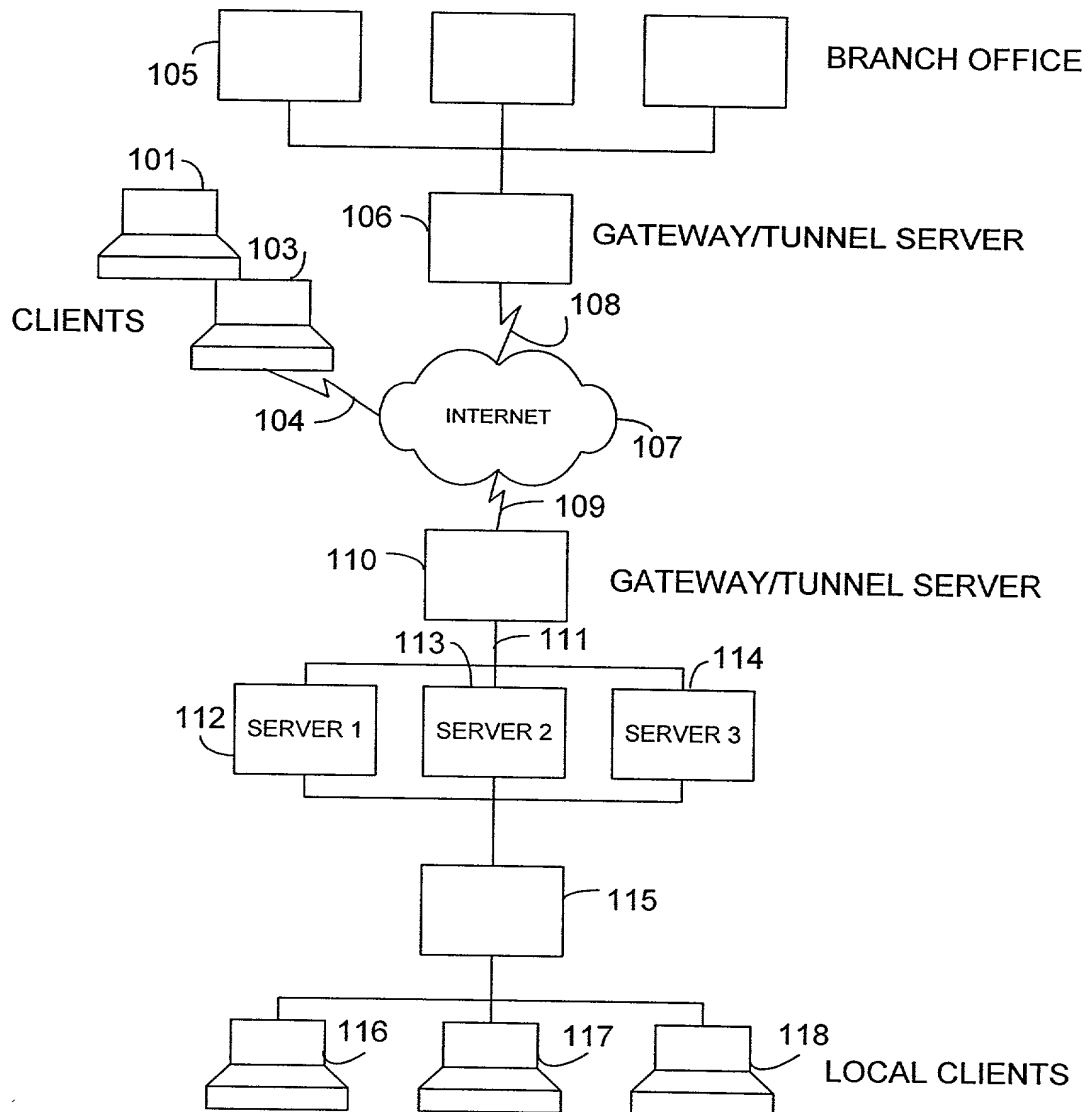 105
BRANCH OFFICE
101
106
GATEWAY/TUNNEL SERVER
103
CLIENTS
108
104
INTERNET
107
109
110
GATEWAY/TUNNEL SERVER
113
111
114
112
SERVER 1
SERVER 2
SERVER 3
115
116
117
118
LOCAL CLIENTS